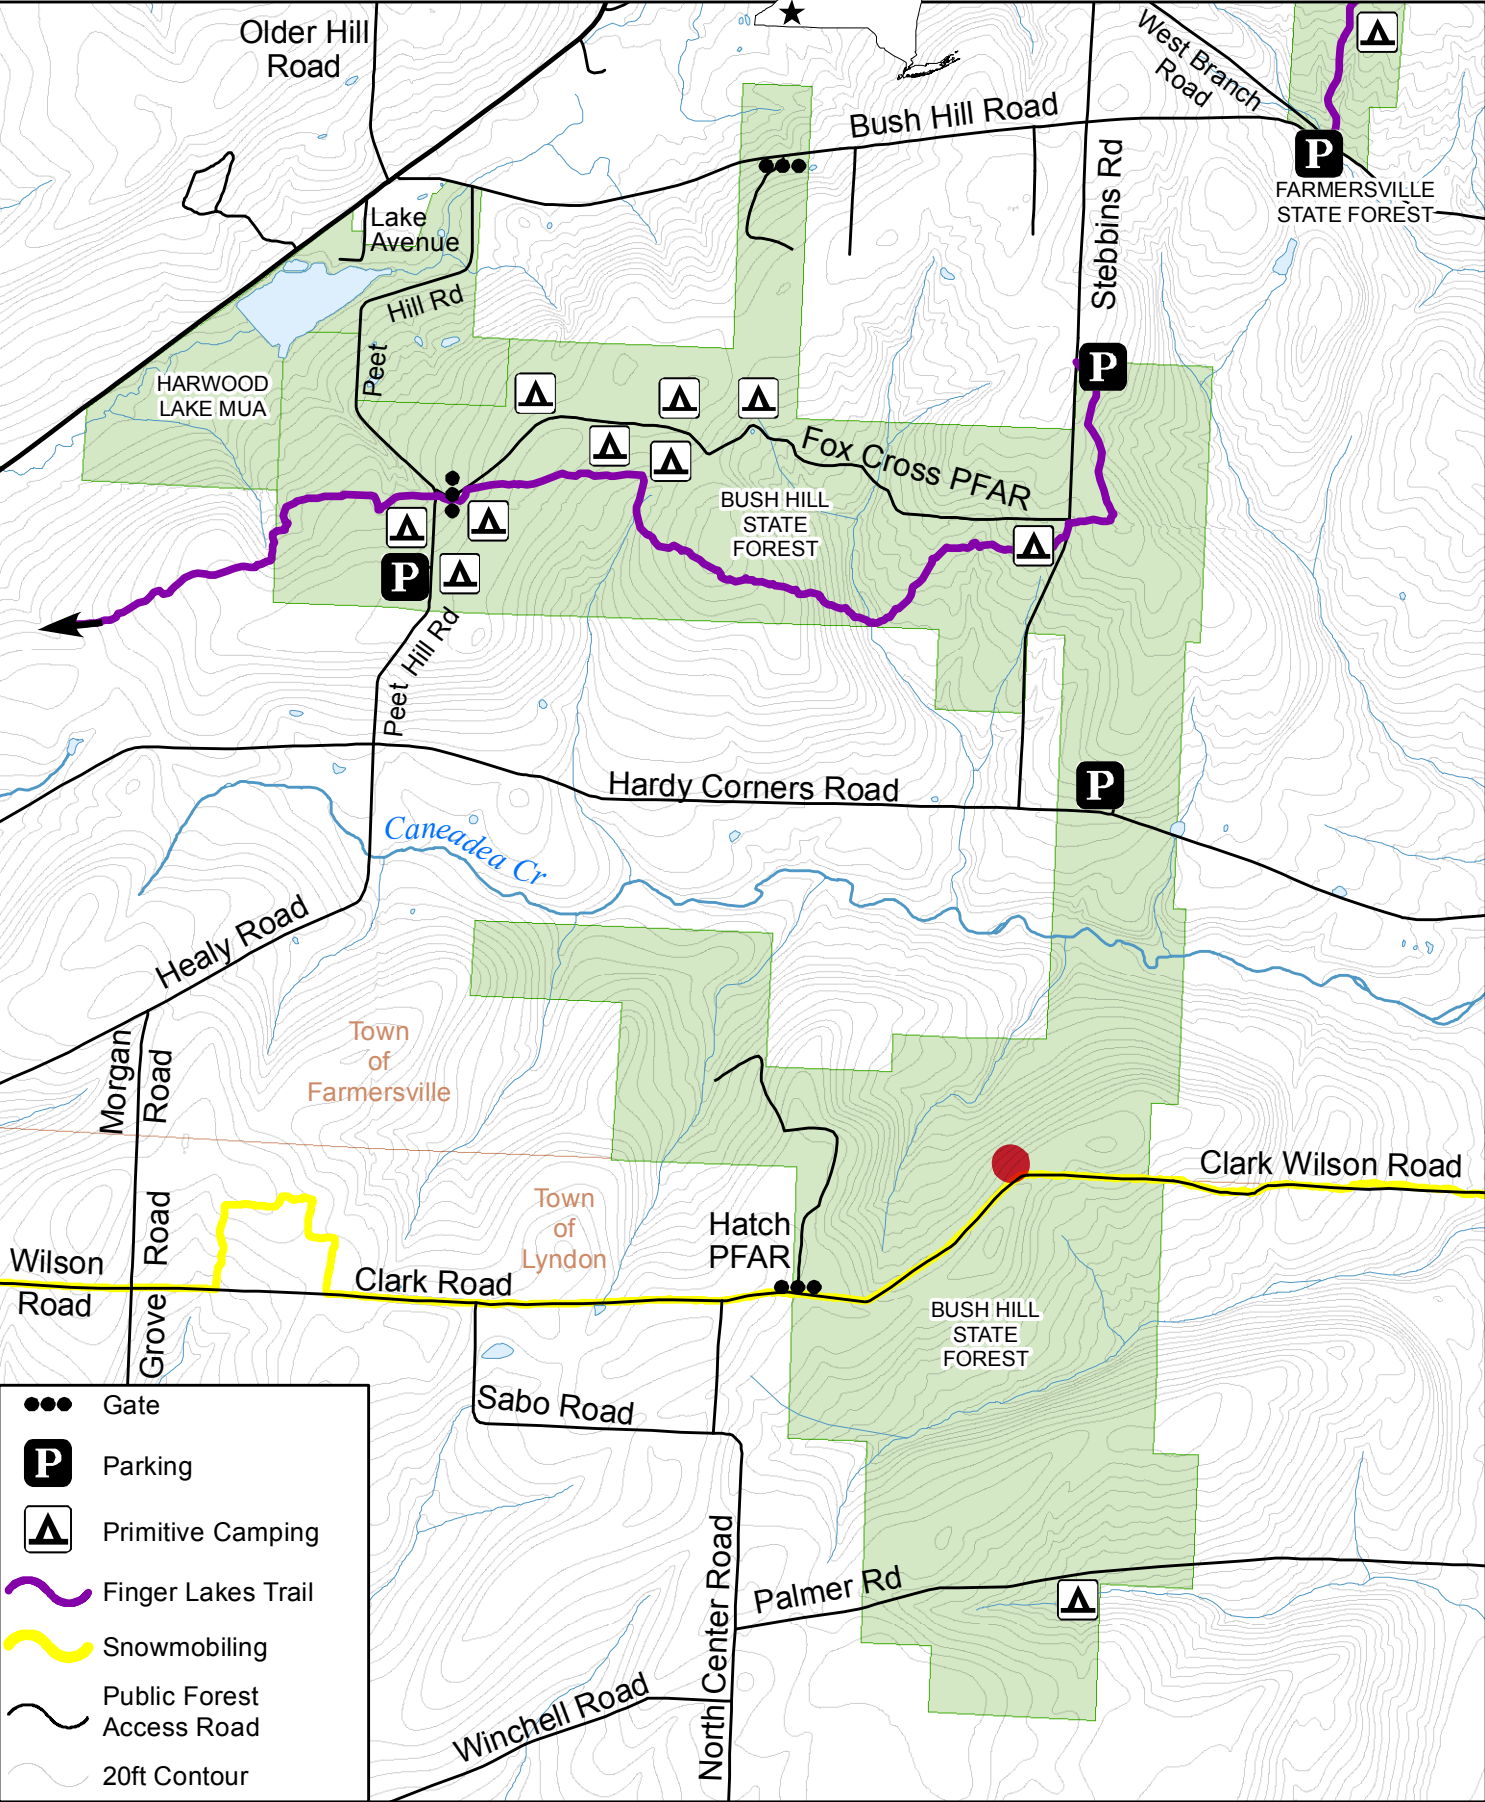 Older Hill
Road
West Branch
Road
Bush Hill Road
P
FARMERSVILLE
STATE FOREST
Stebbins Rd
Lake
Avenue
Hill Rd
Peet
P
HARWOOD
LAKE MUA
Fox Cross PFAR
BUSH HILL
STATE
FOREST
P
Peet Hill Rd
Hardy Corners Road
P
Caneadea Cr
Healy Road
Town
of
Farmersville
Morgan
Road
Clark Wilson Road
Town
of
Lyndon
Hatch
PFAR
Road
Grove
Wilson
Road
Clark Road
BUSH HILL
STATE
FOREST
Sabo Road
Palmer Rd
North Center Road
Winchell Road
Gate
P Parking
Primitive Camping
Finger Lakes Trail
Snowmobiling
Public Forest
Access Road
20ft Contour